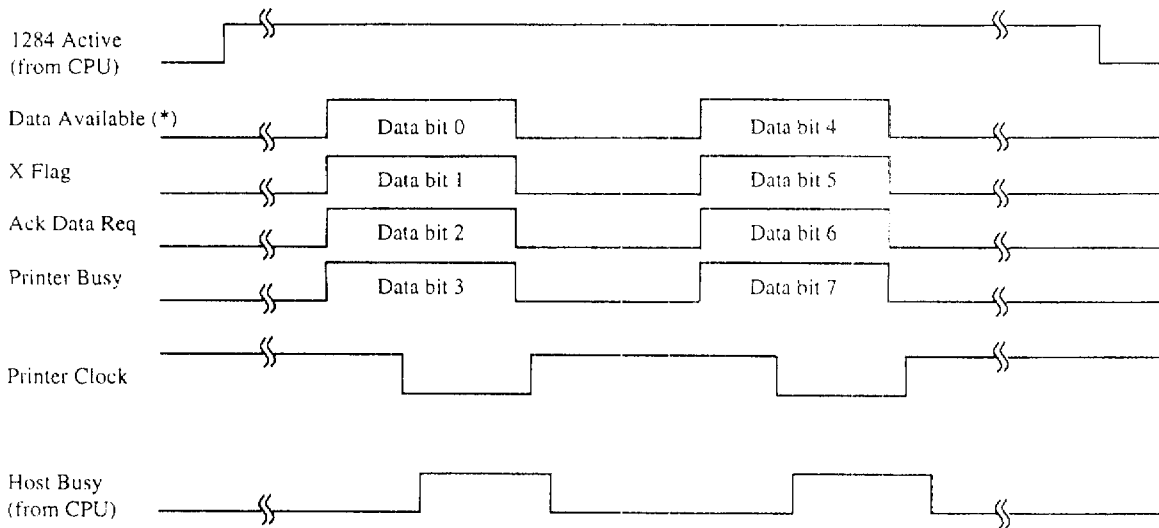 1284 Active
(from CPU)
Data Available (*)
Data bit 0
Data bit 4
X Flag
Data bit 1
Data bit 5
Ack Data Req
Data bit 2
Data bit 6
Printer Busy
Data bit 3
Data bit 7
Printer Clock
Host Busy
(from CPU)